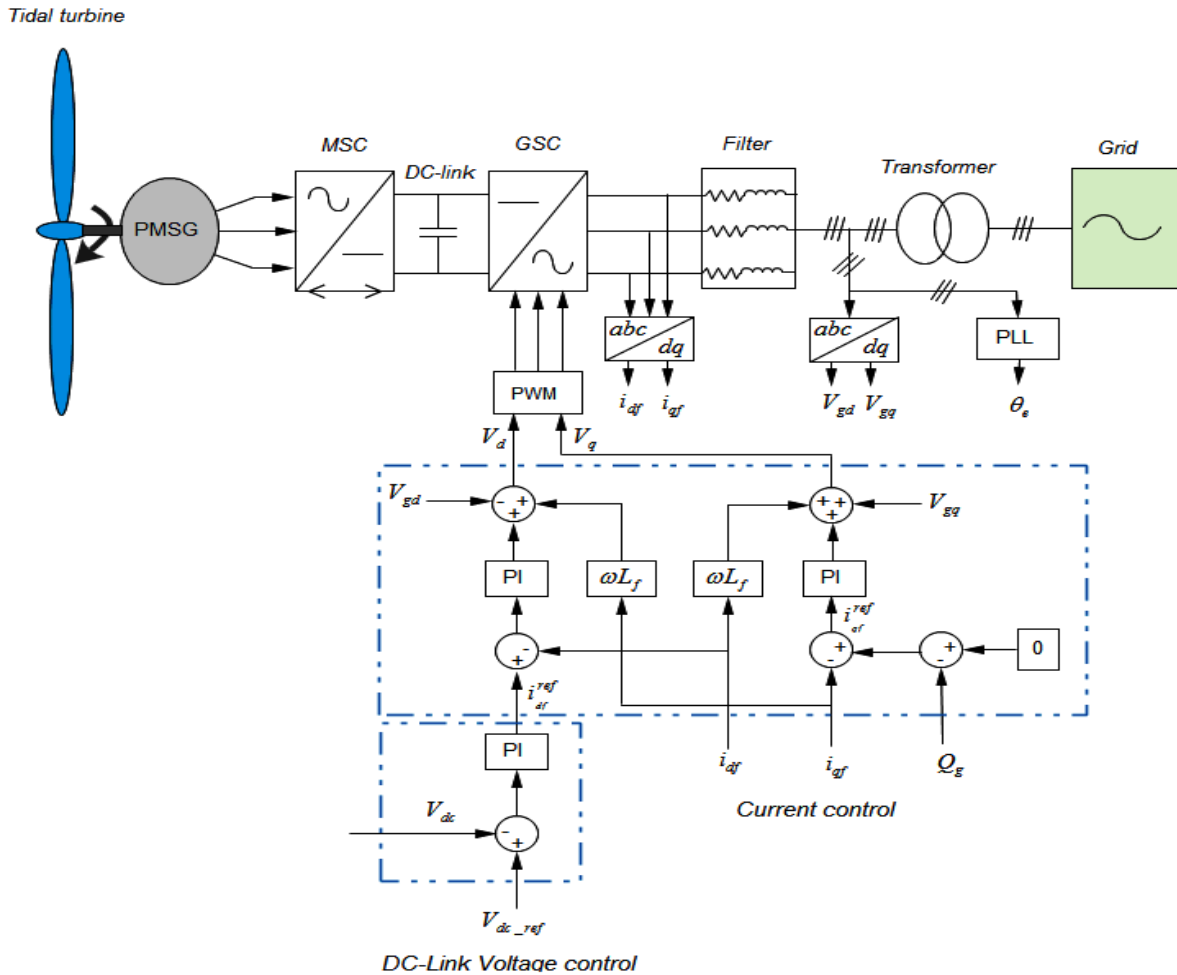 Tidal turbine
MSC
GSC
Filter
Transformer
Grid
DC-link
PMSG
abc
dq
abc
dq
PLL
PWM
i_df
i_qf
V_gd
V_gq
θ_e
V_d
V_q
V_gd
- +
+
+ +
+
V_gq
PI
ωL_f
ωL_f
PI
+ -
+
-
+
-
0
i_df^ref
PI
i_df
i_qf
Q_g
V_dc
-
+
Current control
V_dc_ref
DC-Link Voltage control